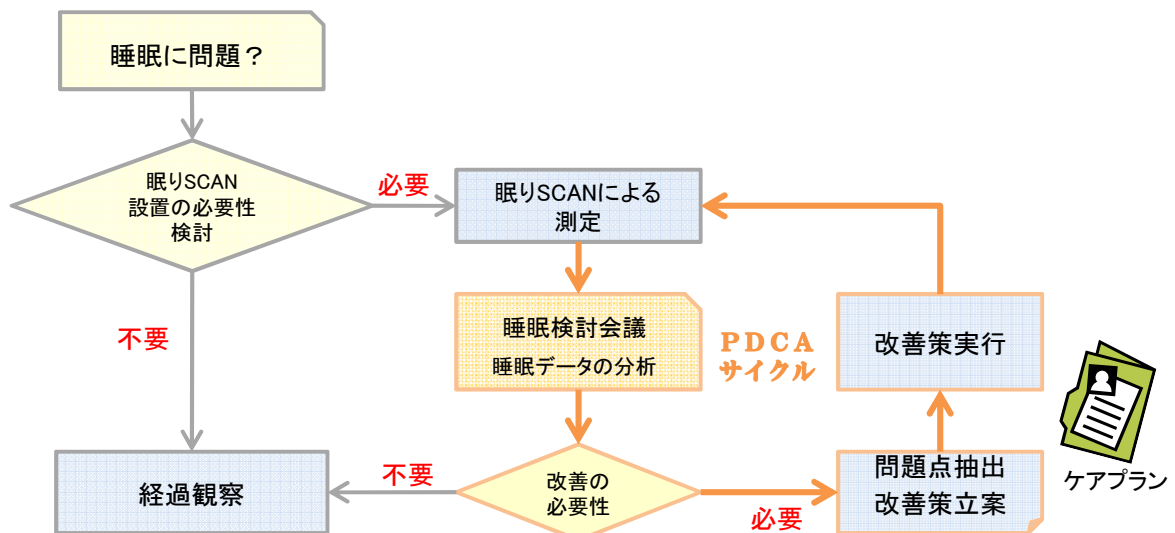 睡眠に問題？
眠りSCAN
設置の必要性
検討
必要
眠りSCANによる
測定
不要
睡眠検討会議
睡眠データの分析
PDCA
サイクル
改善策実行
経過観察
不要
改善の
必要性
必要
問題点抽出
改善策立案
ケアプラン